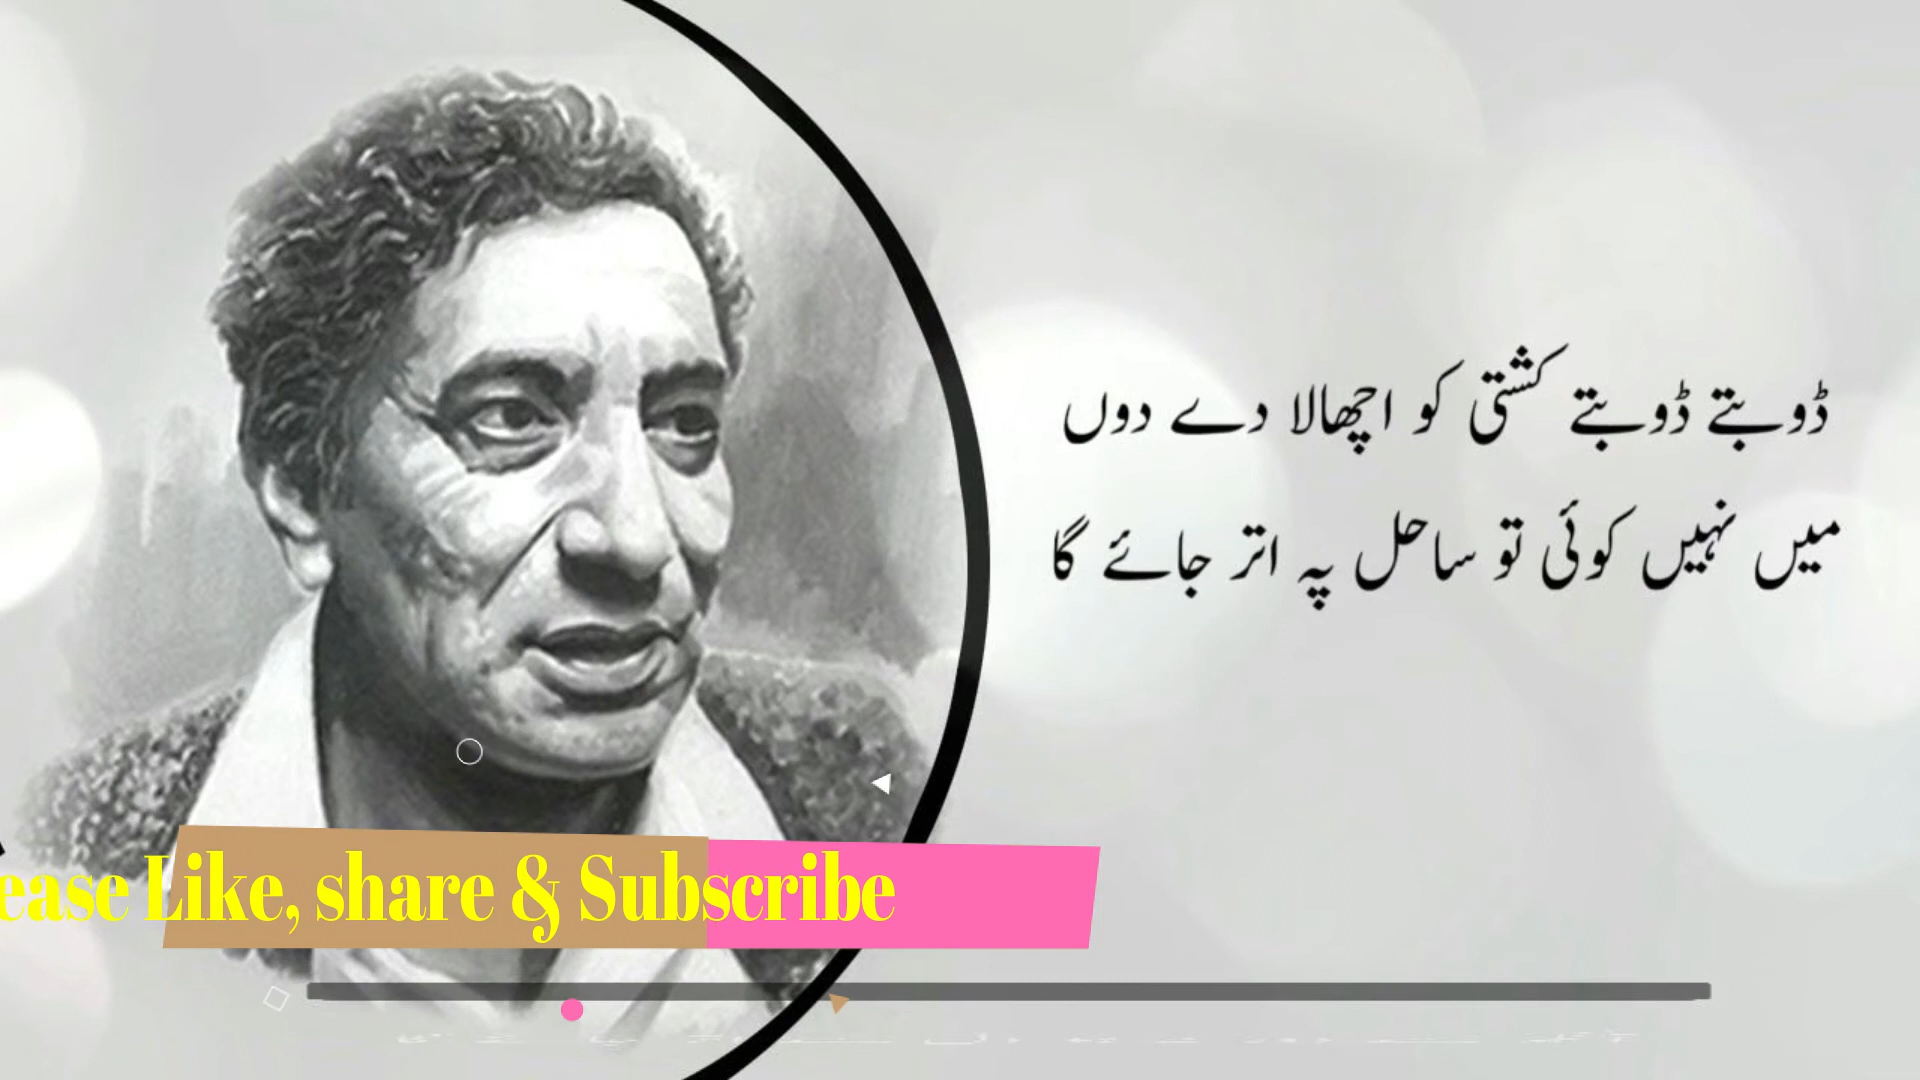 ڈوبتے ڈوبتے کشتی کو اچھالا دے دوں
میں نہیں کوئی تو ساحل پہ اتر جائے گا
ease Like, share & Subscribe